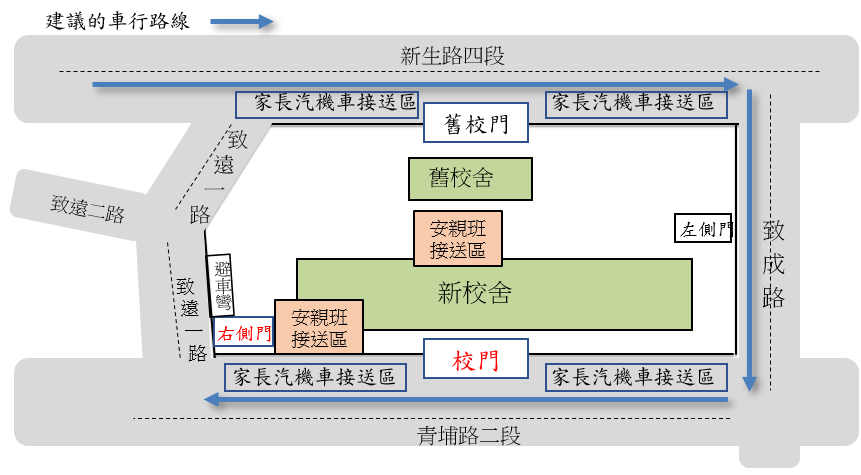 建議的車行路線
新生路四段
家長汽機車接送區
家長汽機車接送區
舊校門
致遠一路
舊校舍
致遠二路
安親班
接送區
左側門
致成路
避車彎
新校舍
致遠一路
右側門
安親班
接送區
校門
家長汽機車接送區
家長汽機車接送區
青埔路二段